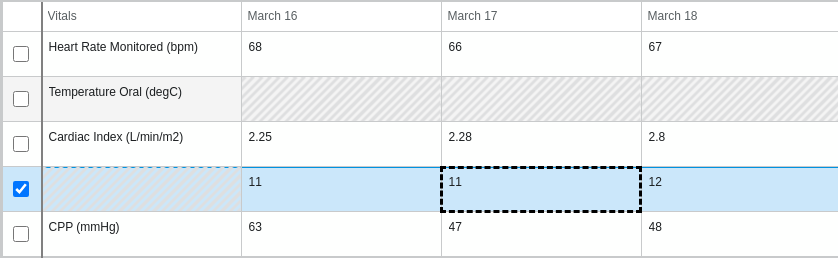 Vitals March 16 March 17 March 18
Heart Rate Monitored (bpm) 68 66 67
Temperature Oral (degC)
Cardiac Index (L/min/m2) 2.25 2.28 2.8
11 11 12
CPP (mmHg) 63 47 48